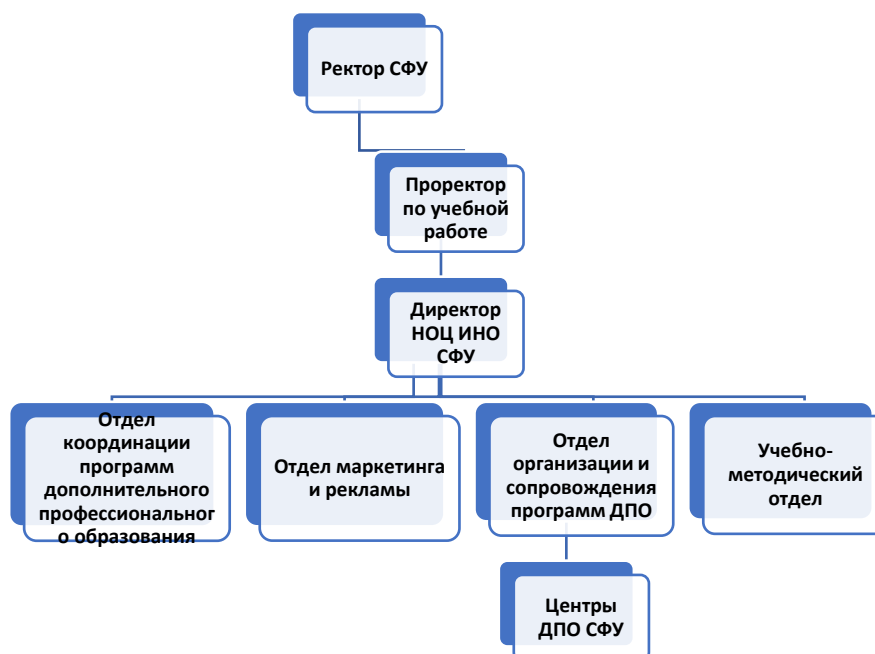 Ректор СФУ
Проректор
по учебной
работе
Директор
НОЦ ИНО
СФУ
Отдел
координации
программ
дополнительного
профессиональног
о образования
Отдел маркетинга
и рекламы
Отдел
организации и
сопровождения
программ ДПО
Учебно-
методический
отдел
Центры
ДПО СФУ